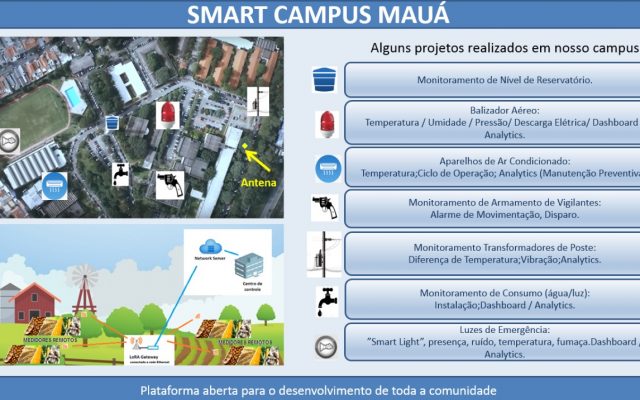 SMART CAMPUS MAUÁ
Alguns projetos realizados em nosso campus
Antena
Monitoramento de Nível de Reservatório.
Balizador Aéreo:
Temperatura / Umidade / Pressão/ Descarga Elétrica/ Dashboard
Analytics.
Aparelhos de Ar Condicionado:
Temperatura;Ciclo de Operação; Analytics (Manutenção Preventiva
Monitoramento de Armamento de Vigilantes:
Alarme de Movimentação, Disparo.
Monitoramento Transformadores de Poste:
Diferença de Temperatura;Vibração;Analytics.
Monitoramento de Consumo (água/luz):
Instalação;Dashboard / Analytics.
Luzes de Emergência:
"Smart Light", presença, ruído, temperatura, fumaça.Dashboard /
Analytics.
Network Server
Centro de
controle
MEDIDORES REMOTOS
MEDIDORES REMOTOS
LoRA Gateway
conectado a rede Ethernet
Plataforma aberta para o desenvolvimento de toda a comunidade